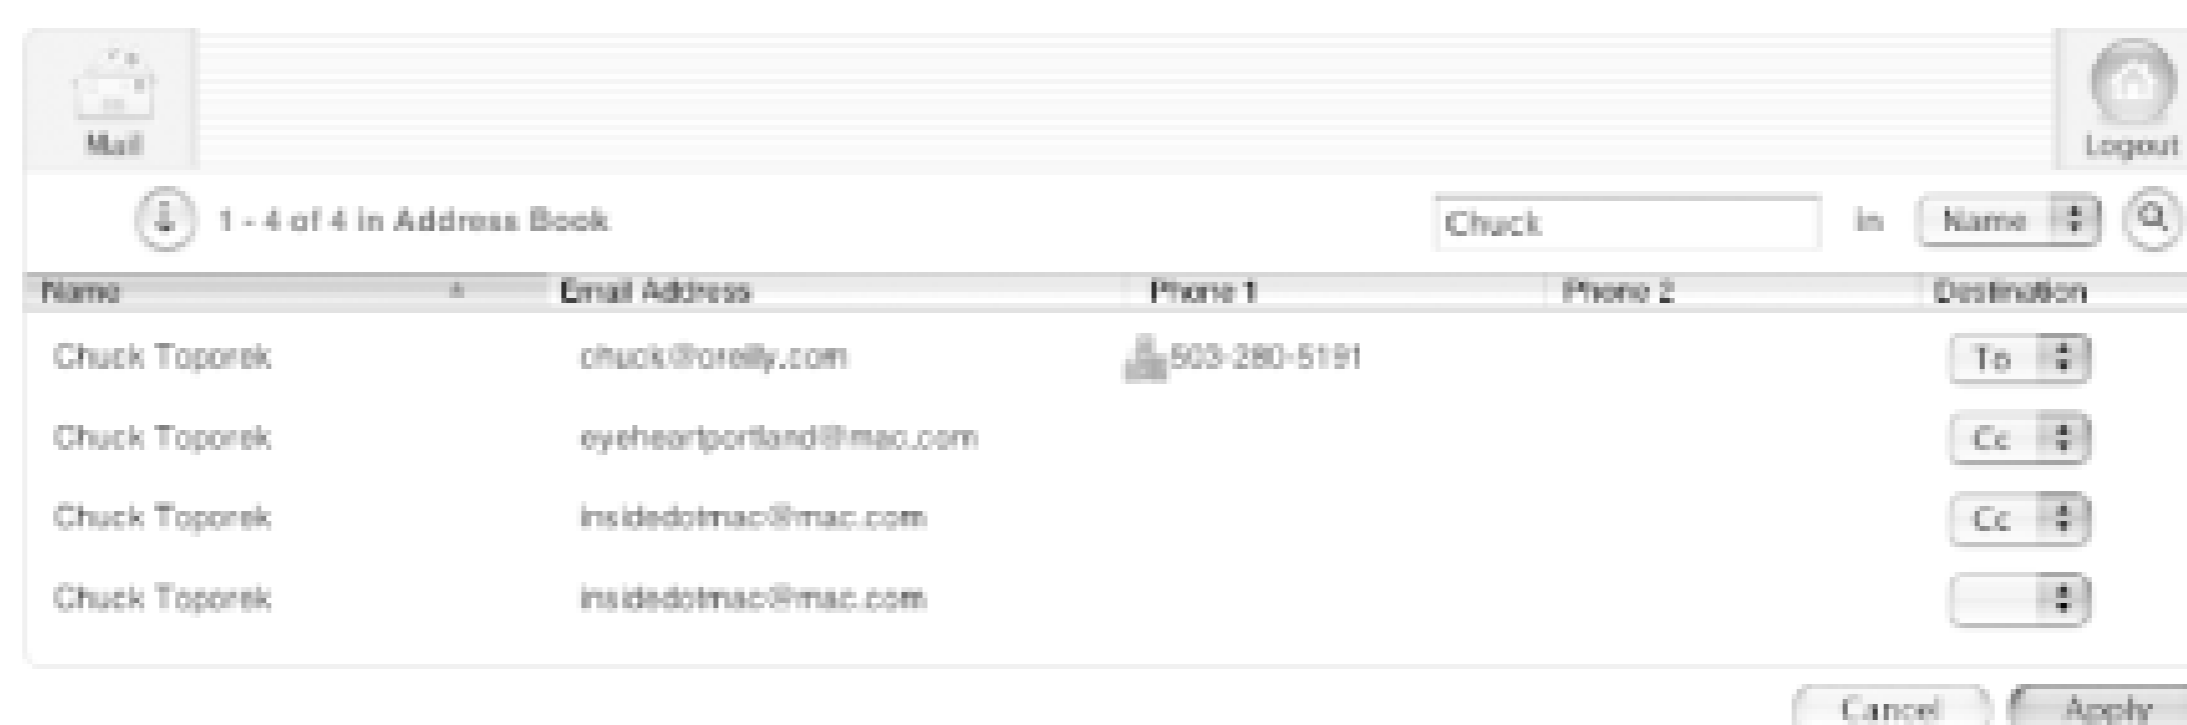 Mail
Logout
1 - 4 of 4 in Address Book Chuck in Name
Name Email Address Phone 1 Phone 2 Destination
Chuck Toporek chuck@oreilly.com 503-280-5191 To
Chuck Toporek eyeheartportland@mac.com Cc
Chuck Toporek insidedotmac@mac.com Cc
Chuck Toporek insidedotmac@mac.com
Cancel Apply